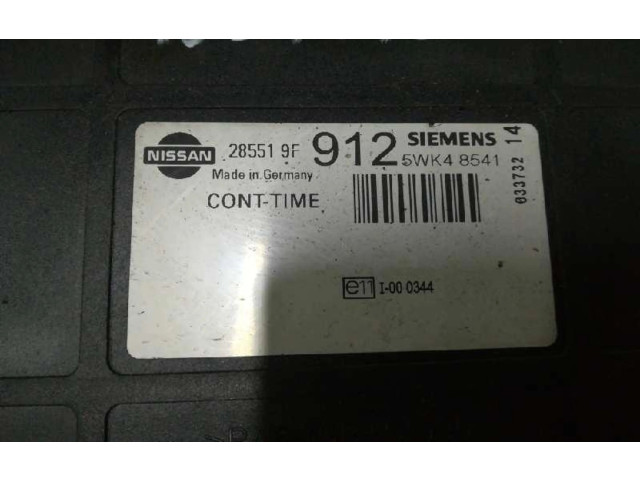 NISSAN 28551 9F 912 SIEMENS
5WK4 8541
Made in Germany
CONT-TIME
033732 14
e11 I-00 0344